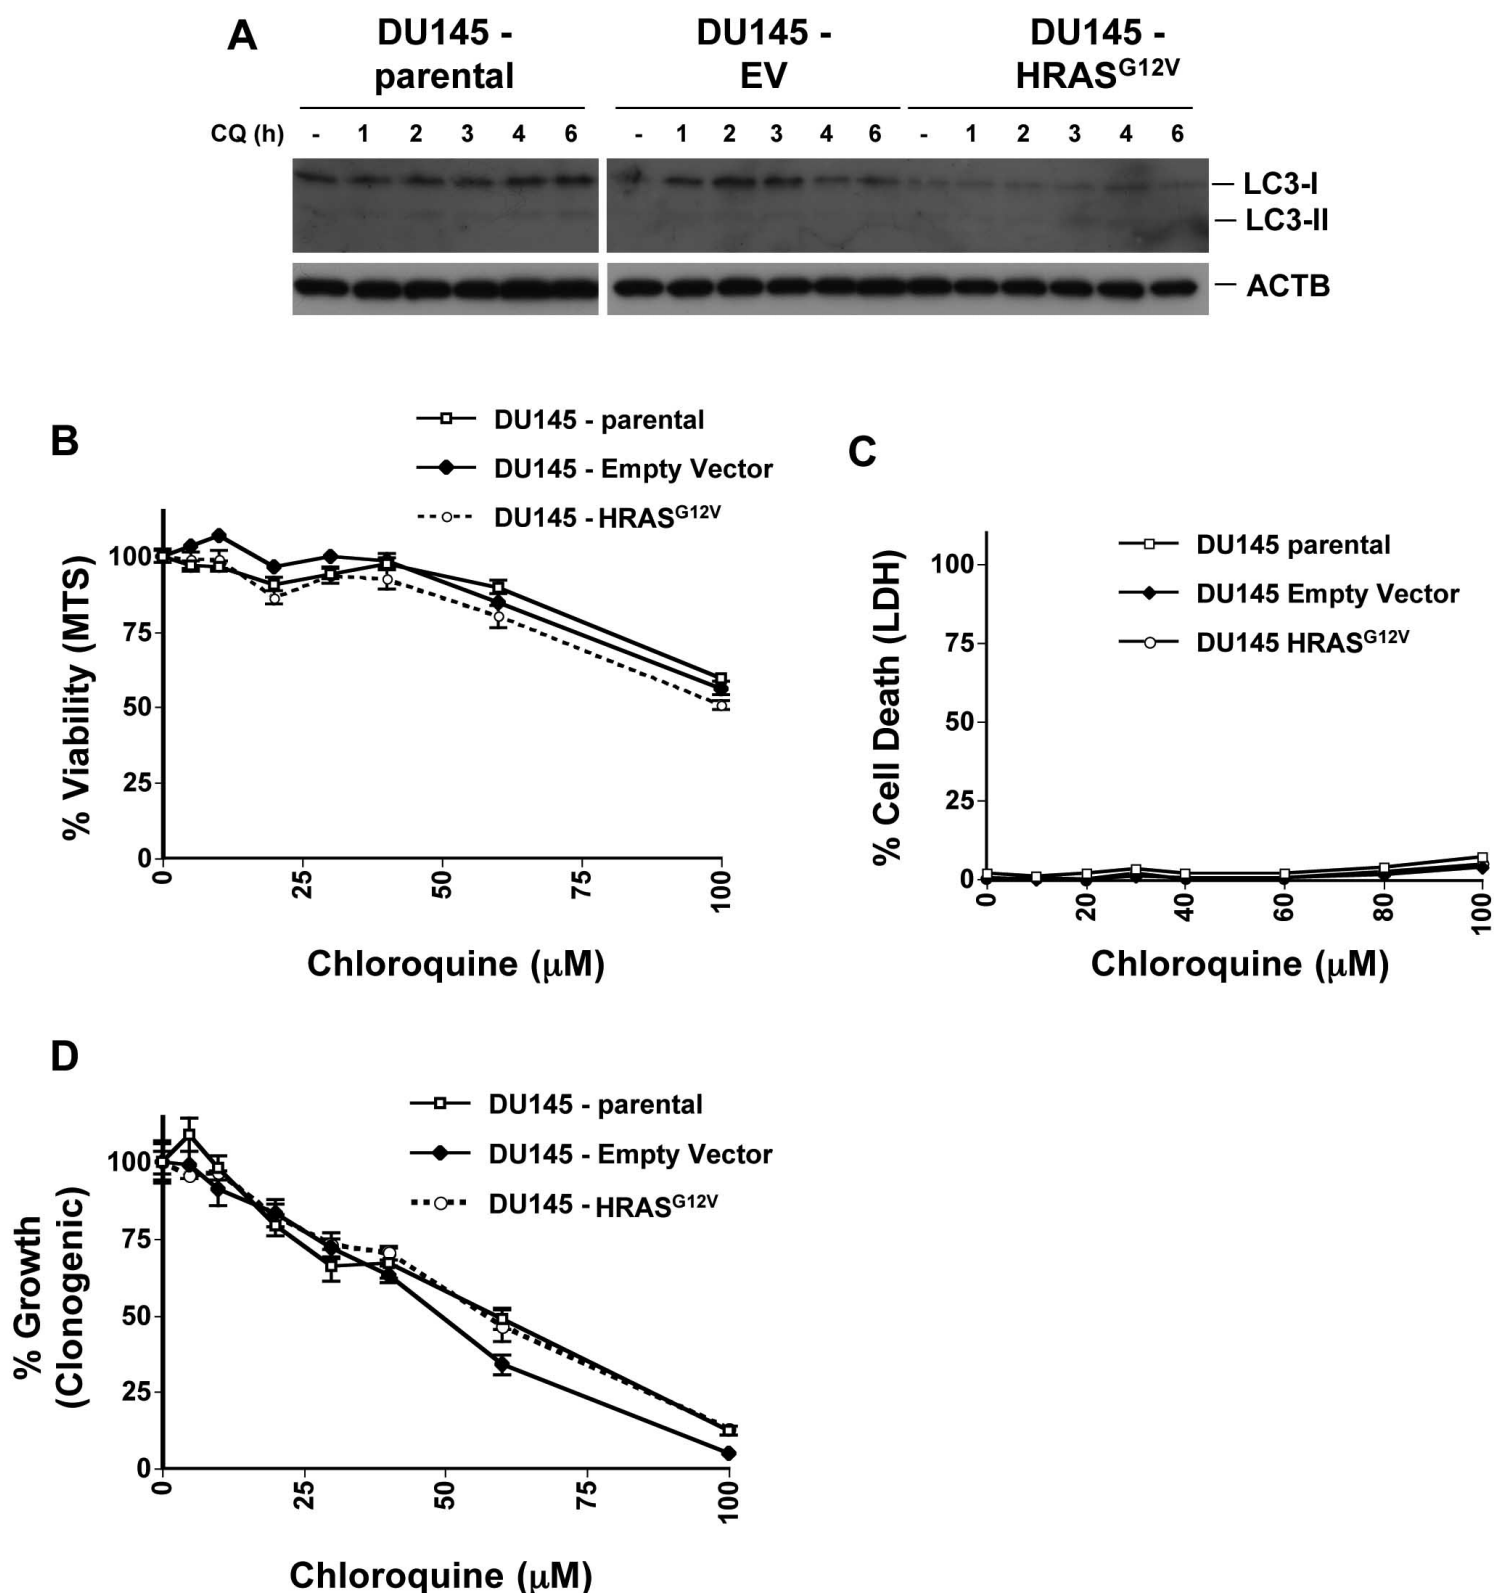 A
DU145 -
parental
DU145 -
EV
DU145 -
HRASG12V
CQ (h) - 1 2 3 4 6 - 1 2 3 4 6 - 1 2 3 4 6
LC3-I
LC3-II
ACTB
B
DU145 - parental
DU145 - Empty Vector
DU145 - HRASG12V
% Viability (MTS)
100
75
50
25
0
0 25 50 75 100
Chloroquine (μM)
C
DU145 parental
DU145 Empty Vector
DU145 HRASG12V
% Cell Death (LDH)
100
75
50
25
0
0 20 40 60 80 100
Chloroquine (μM)
D
DU145 - parental
DU145 - Empty Vector
DU145 - HRASG12V
% Growth
(Clonogenic)
100
75
50
25
0
0 25 50 75 100
Chloroquine (μM)